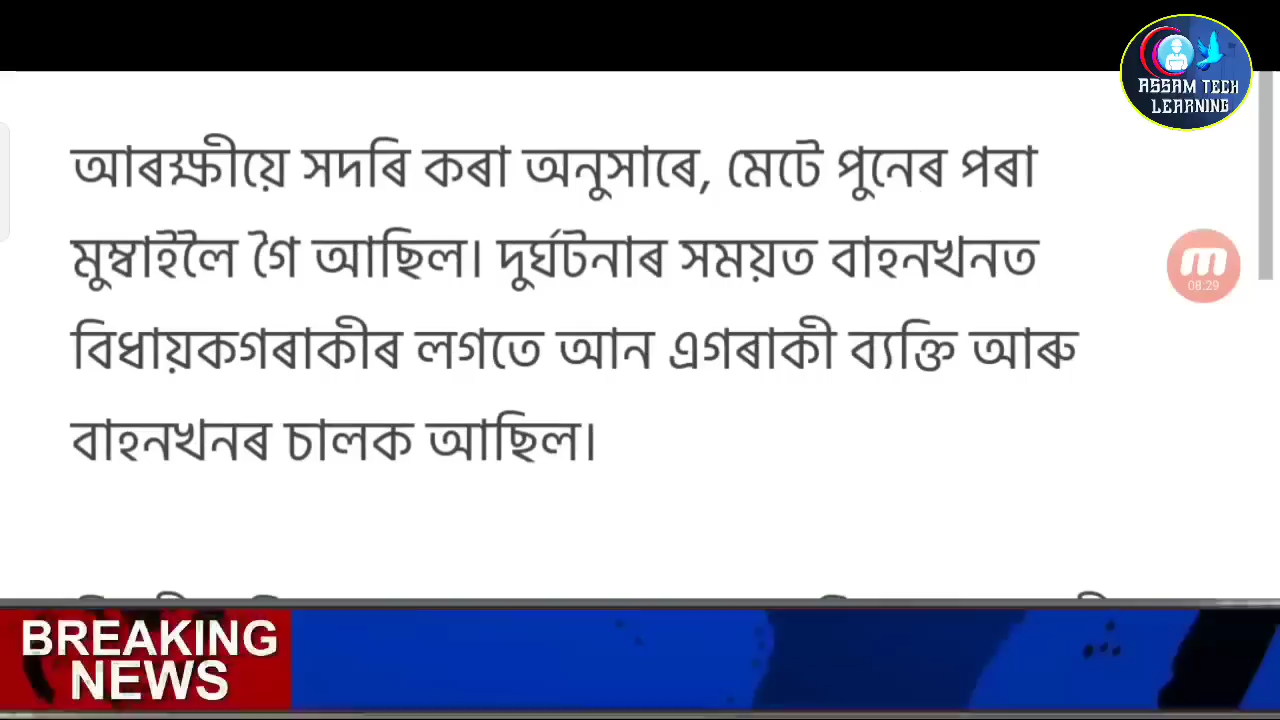 ASSAM TECH
LEARNING
আৰক্ষীয়ে সদৰি কৰা অনুসাৰে, মেটে পুনেৰ পৰা
মুম্বাইলৈ গৈ আছিল। দুৰ্ঘটনাৰ সময়ত বাহনখনত
08:29
বিধায়কগৰাকীৰ লগতে আন এগৰাকী ব্যক্তি আৰু
বাহনখনৰ চালক আছিল।
BREAKING
NEWS